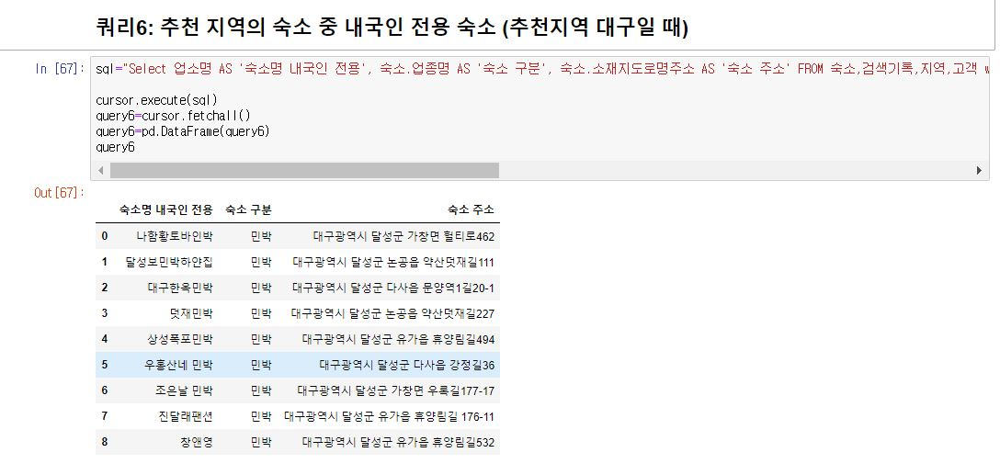 쿼리6: 추천 지역의 숙소 중 내국인 전용 숙소 (추천지역 대구일 때)
In [67]: sql="Select 업소명 AS '숙소명 내국인 전용', 숙소.업종명 AS '숙소 구분', 숙소.소재지도로명주소 AS '숙소 주소' FROM 숙소,검색기록,지역,고객 w
cursor.execute(sql)
query6=cursor.fetchall()
query6=pd.DataFrame(query6)
query6
Out[67]:
숙소명 내국인 전용 숙소 구분 숙소 주소
0 나함황토바인박 민박 대구광역시 달성군 가창면 헐티로462
1 달성보민박하얀집 민박 대구광역시 달성군 논공읍 약산덧재길111
2 대구한옥민박 민박 대구광역시 달성군 다사읍 문양역1길20-1
3 덧재민박 민박 대구광역시 달성군 논공읍 약산덧재길227
4 상성폭포민박 민박 대구광역시 달성군 유가읍 휴양림길494
5 우홍산네 민박 민박 대구광역시 달성군 다사읍 강정길36
6 조은날 민박 민박 대구광역시 달성군 가창면 우록길177-17
7 진달래팬션 민박 대구광역시 달성군 유가읍 휴양림길 176-11
8 창앤영 민박 대구광역시 달성군 유가읍 휴양림길532